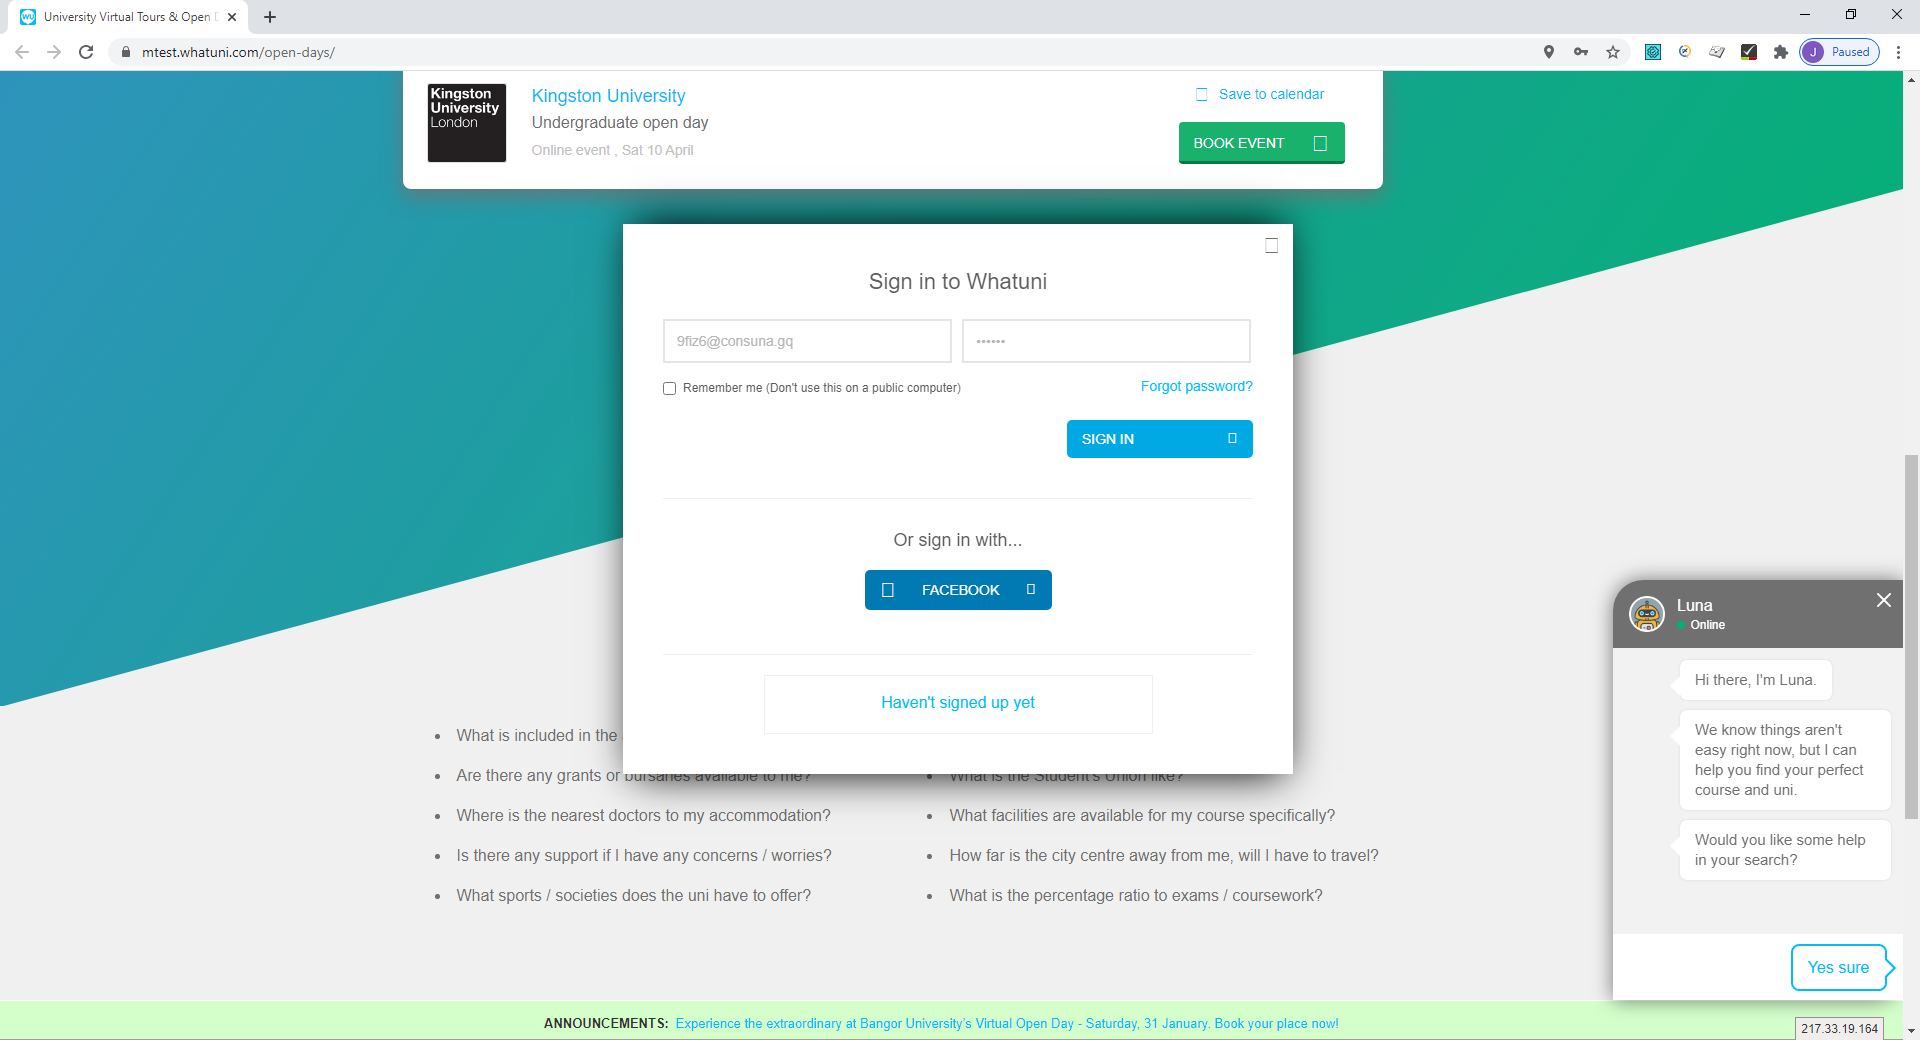 University Virtual Tours & Open
mtest.whatuni.com/open-days/
J Paused
Kingston
University
London
Kingston University
Undergraduate open day
Online event , Sat 10 April
Save to calendar
BOOK EVENT
Sign in to Whatuni
9fiz6@consuna.gq
••••••
Remember me (Don't use this on a public computer)
Forgot password?
SIGN IN
Or sign in with...
FACEBOOK
Haven't signed up yet
What is included in the
Are there any grants or bursaries available to me?
Where is the nearest doctors to my accommodation?
Is there any support if I have any concerns / worries?
What sports / societies does the uni have to offer?
What is the Student's Union like?
What facilities are available for my course specifically?
How far is the city centre away from me, will I have to travel?
What is the percentage ratio to exams / coursework?
Luna
Online
Hi there, I'm Luna.
We know things aren't
easy right now, but I can
help you find your perfect
course and uni.
Would you like some help
in your search?
Yes sure
ANNOUNCEMENTS: Experience the extraordinary at Bangor University's Virtual Open Day - Saturday, 31 January. Book your place now!
217.33.19.164